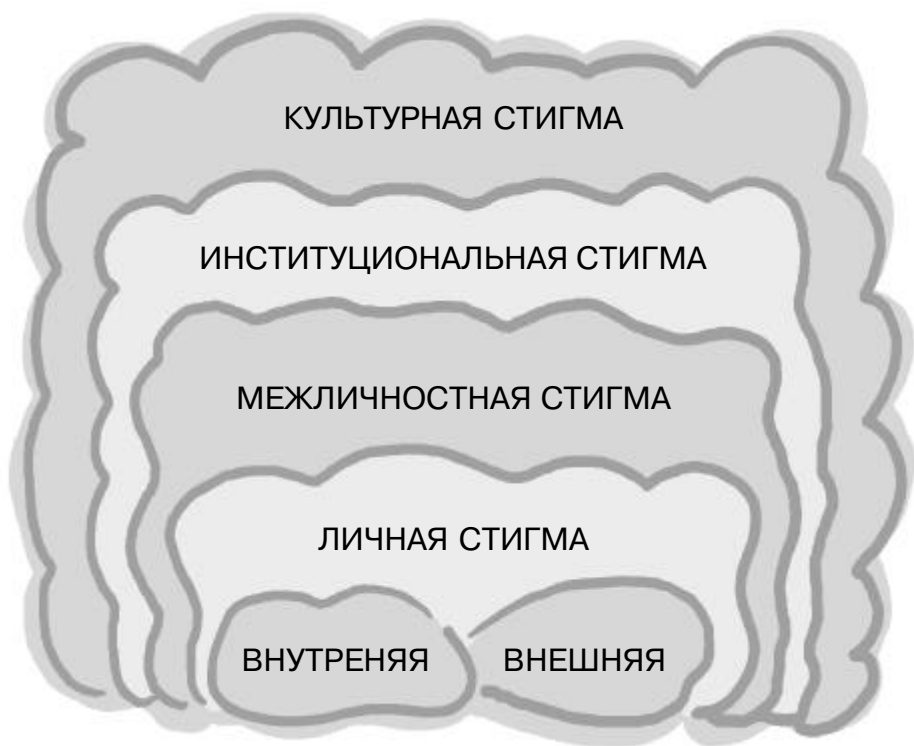 КУЛЬТУРНАЯ СТИГМА
ИНСТИТУЦИОНАЛЬНАЯ СТИГМА
МЕЖЛИЧНОСТНАЯ СТИГМА
ЛИЧНАЯ СТИГМА
ВНУТРЕНЯЯ ВНЕШНЯЯ